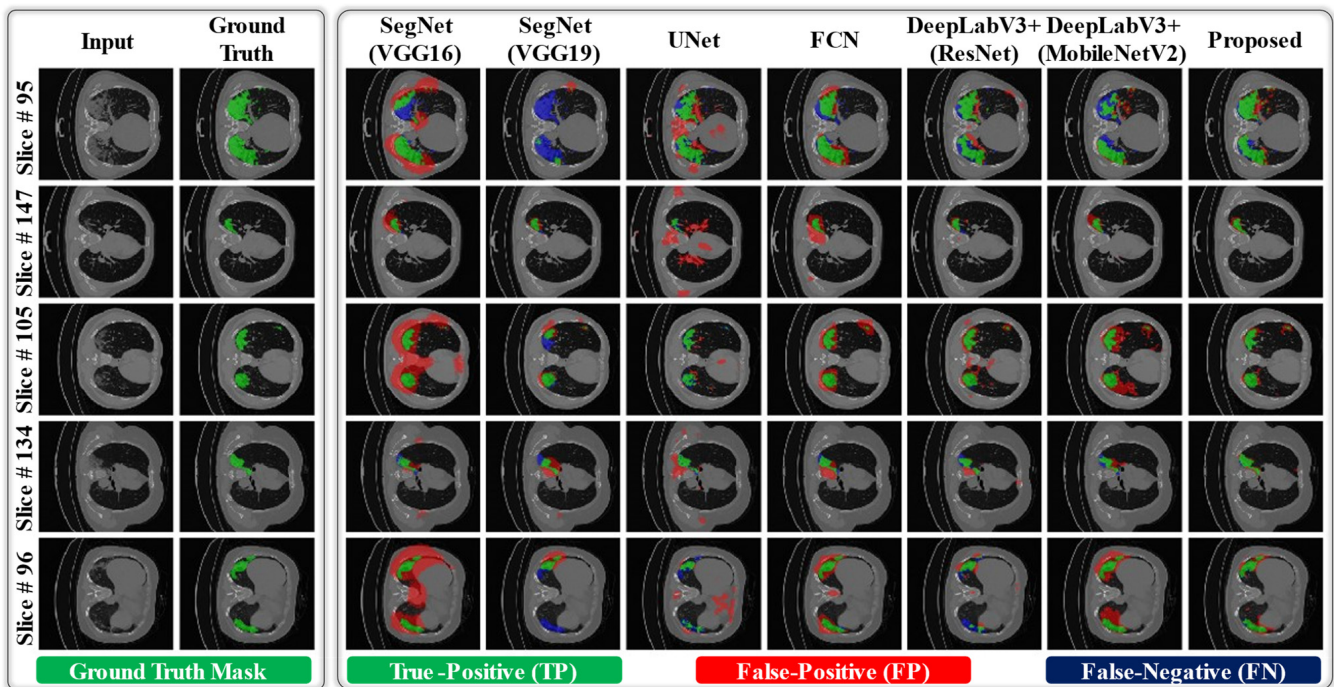 Input
Ground
Truth
SegNet
(VGG16)
SegNet
(VGG19)
UNet
FCN
DeepLabV3+
(ResNet)
DeepLabV3+
(MobileNetV2)
Proposed
Slice # 95
Slice # 147
Slice # 105
Slice # 134
Slice # 96
Ground Truth Mask
True -Positive (TP)
False-Positive (FP)
False-Negative (FN)